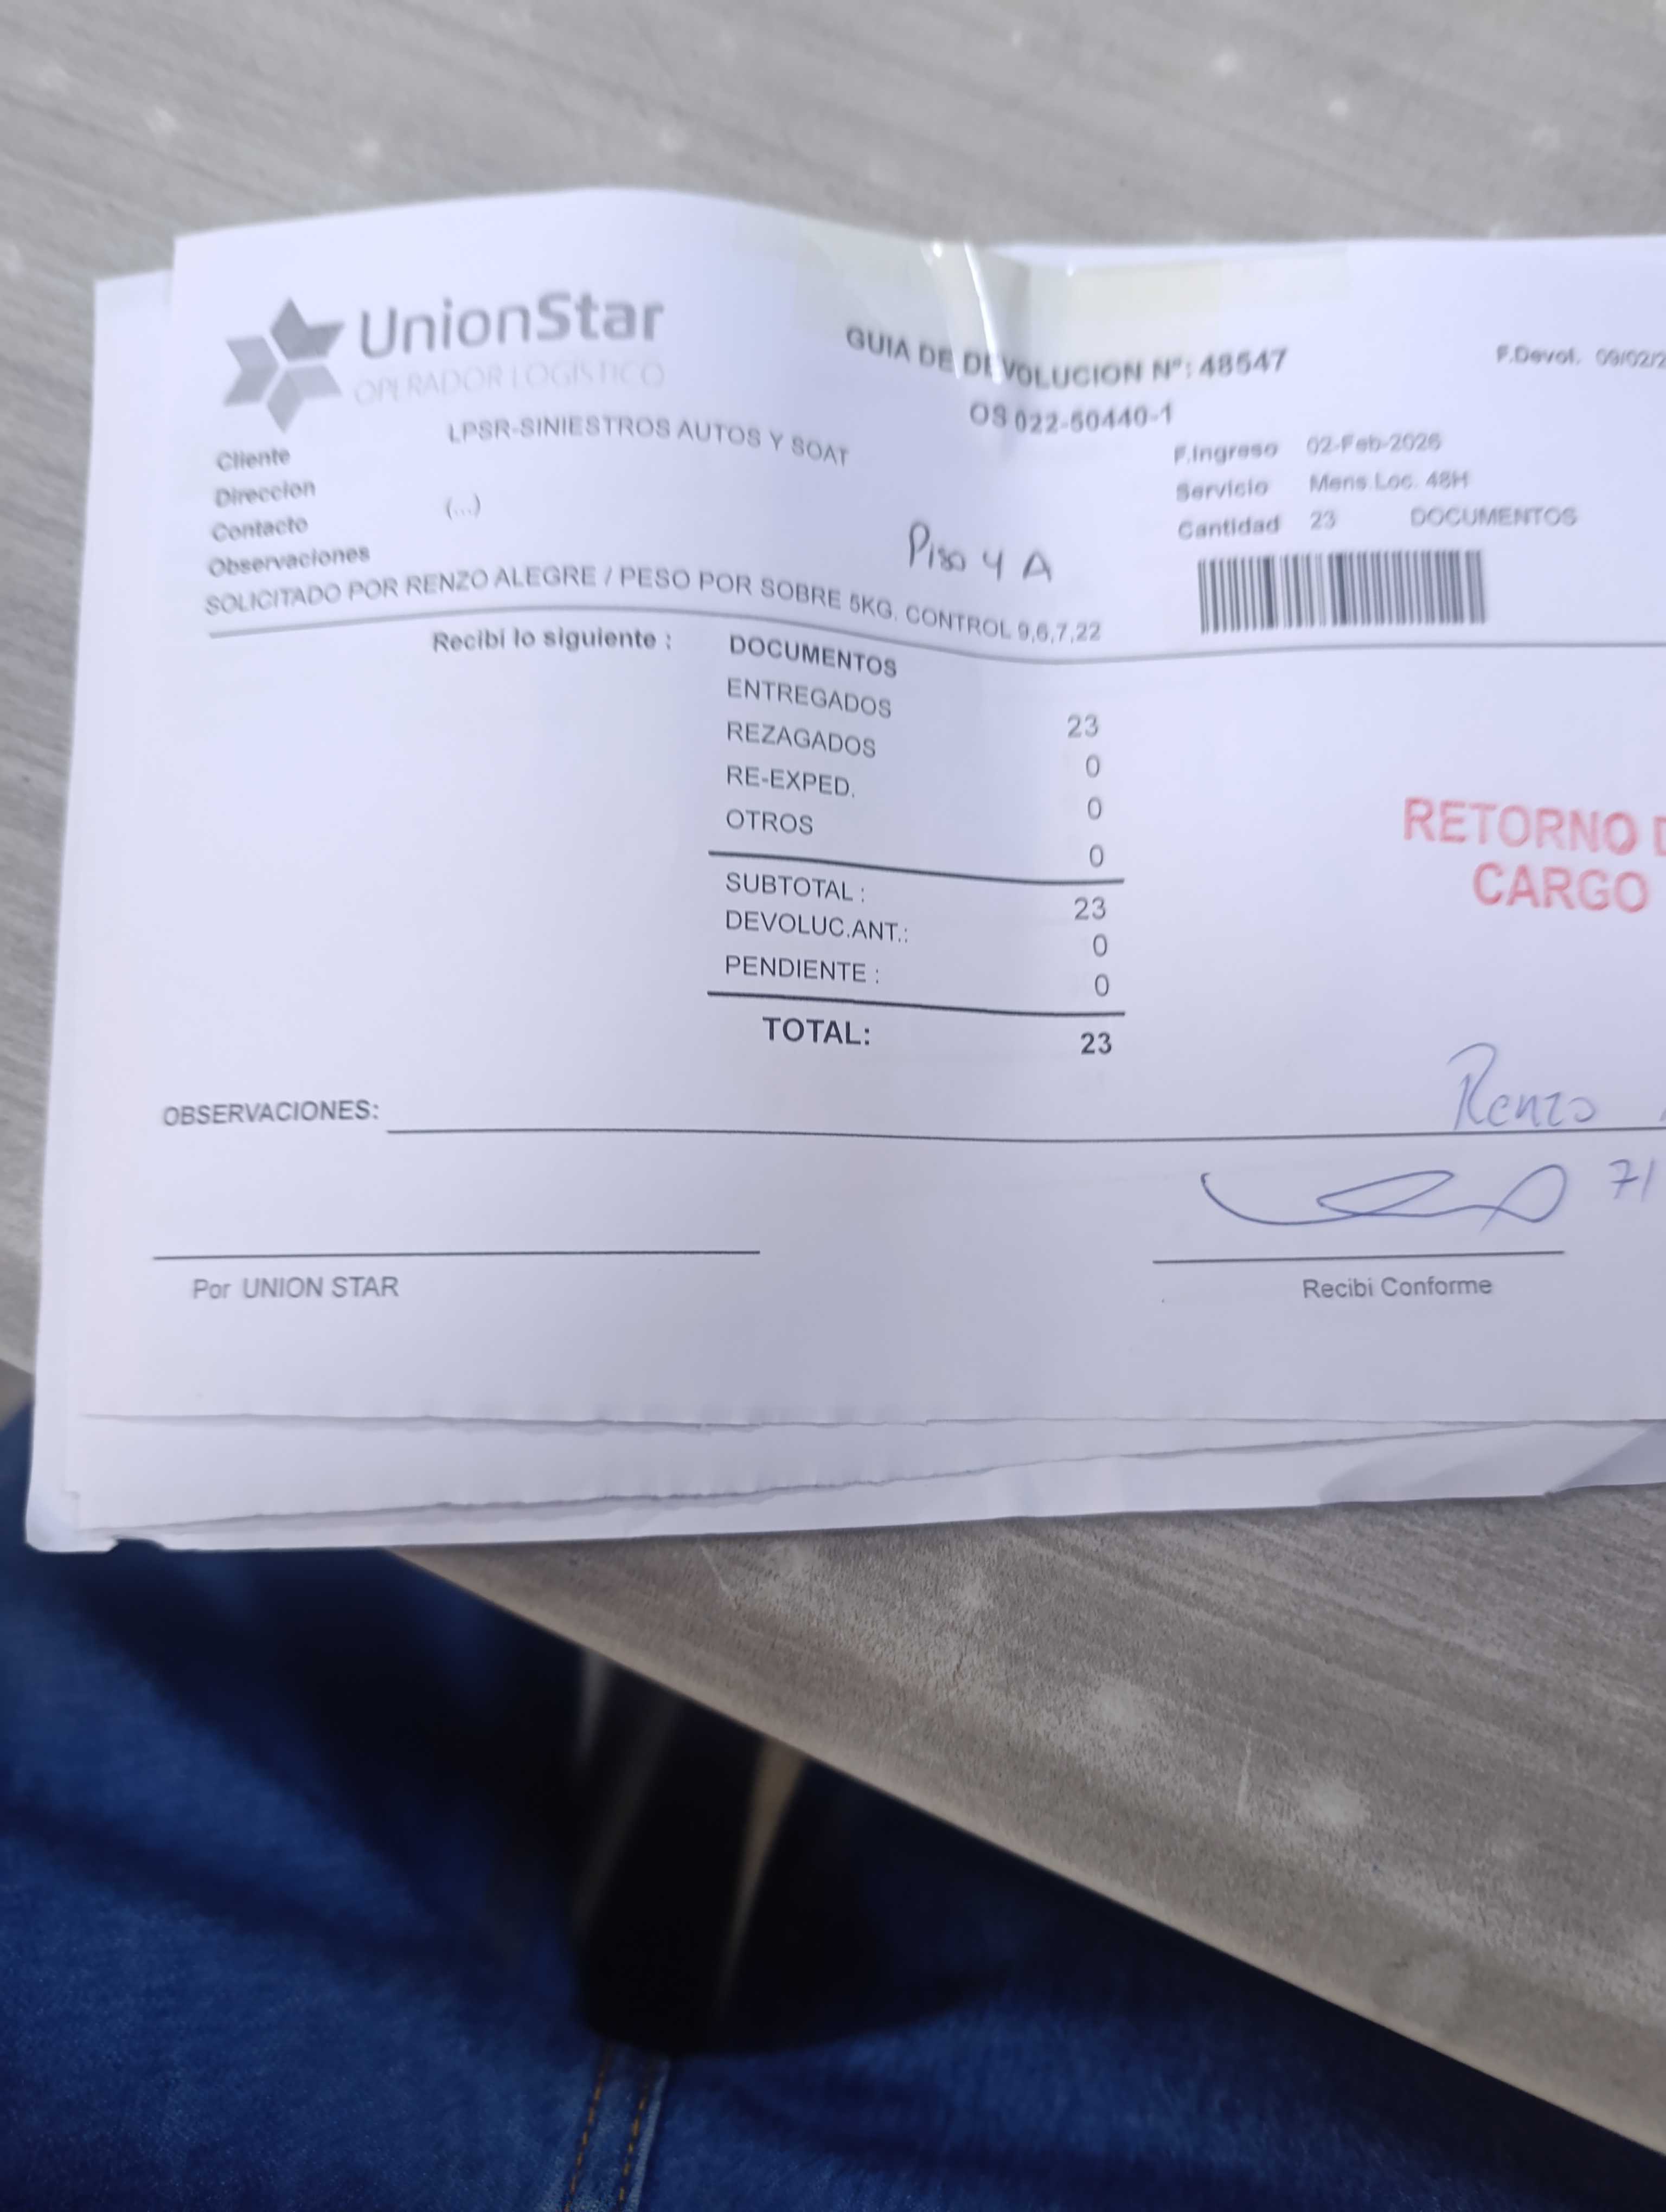 UnionStar
OPERADOR LOGISTICO
GUIA DE DEVOLUCION Nº: 48547
F.Devol. 09/02/2
OS 022-50440-1
Cliente LPSR-SINIESTROS AUTOS Y SOAT
F.Ingreso 02-Feb-2026
Direccion
Servicio Mens Loc. 48H
Contacto (...)
Cantidad 23 DOCUMENTOS
Observaciones
Piso 4 A
SOLICITADO POR RENZO ALEGRE / PESO POR SOBRE 5KG. CONTROL 9,6,7,22
Recibi lo siguiente : DOCUMENTOS
ENTREGADOS 23
REZAGADOS 0
RE-EXPED. 0
OTROS 0
RETORNO D
CARGO
SUBTOTAL : 23
DEVOLUC.ANT.: 0
PENDIENTE : 0
TOTAL: 23
Renzo
OBSERVACIONES:
71
Por UNION STAR
Recibi Conforme